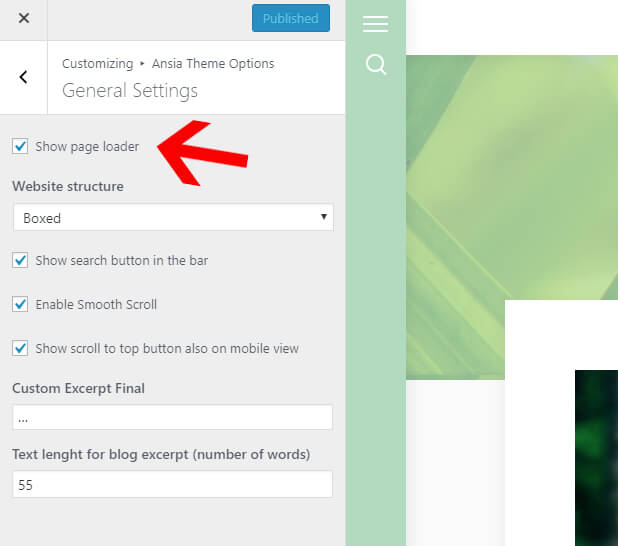 Published
Customizing ▸ Ansia Theme Options
General Settings
Show page loader
Website structure
Boxed
Show search button in the bar
Enable Smooth Scroll
Show scroll to top button also on mobile view
Custom Excerpt Final
...
Text lenght for blog excerpt (number of words)
55